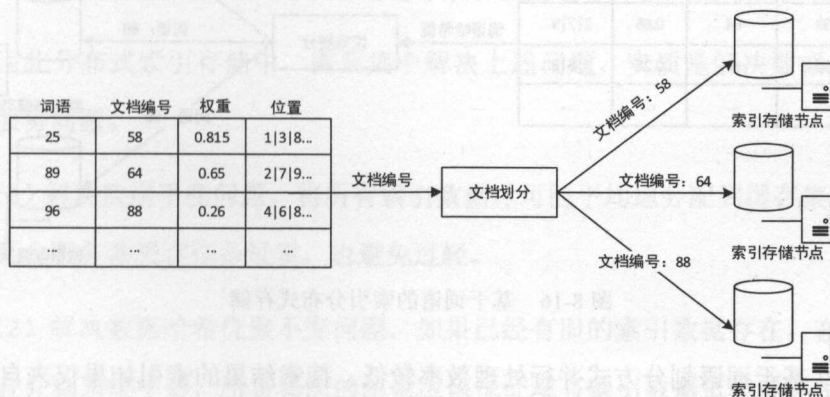 词语 文档编号 权重 位置
25 58 0.815 1|3|8...
89 64 0.65 2|7|9...
96 88 0.26 4|6|8...
... ... ... ...
文档编号
文档划分
文档编号：58
文档编号：64
文档编号：88
索引存储节点
索引存储节点
索引存储节点